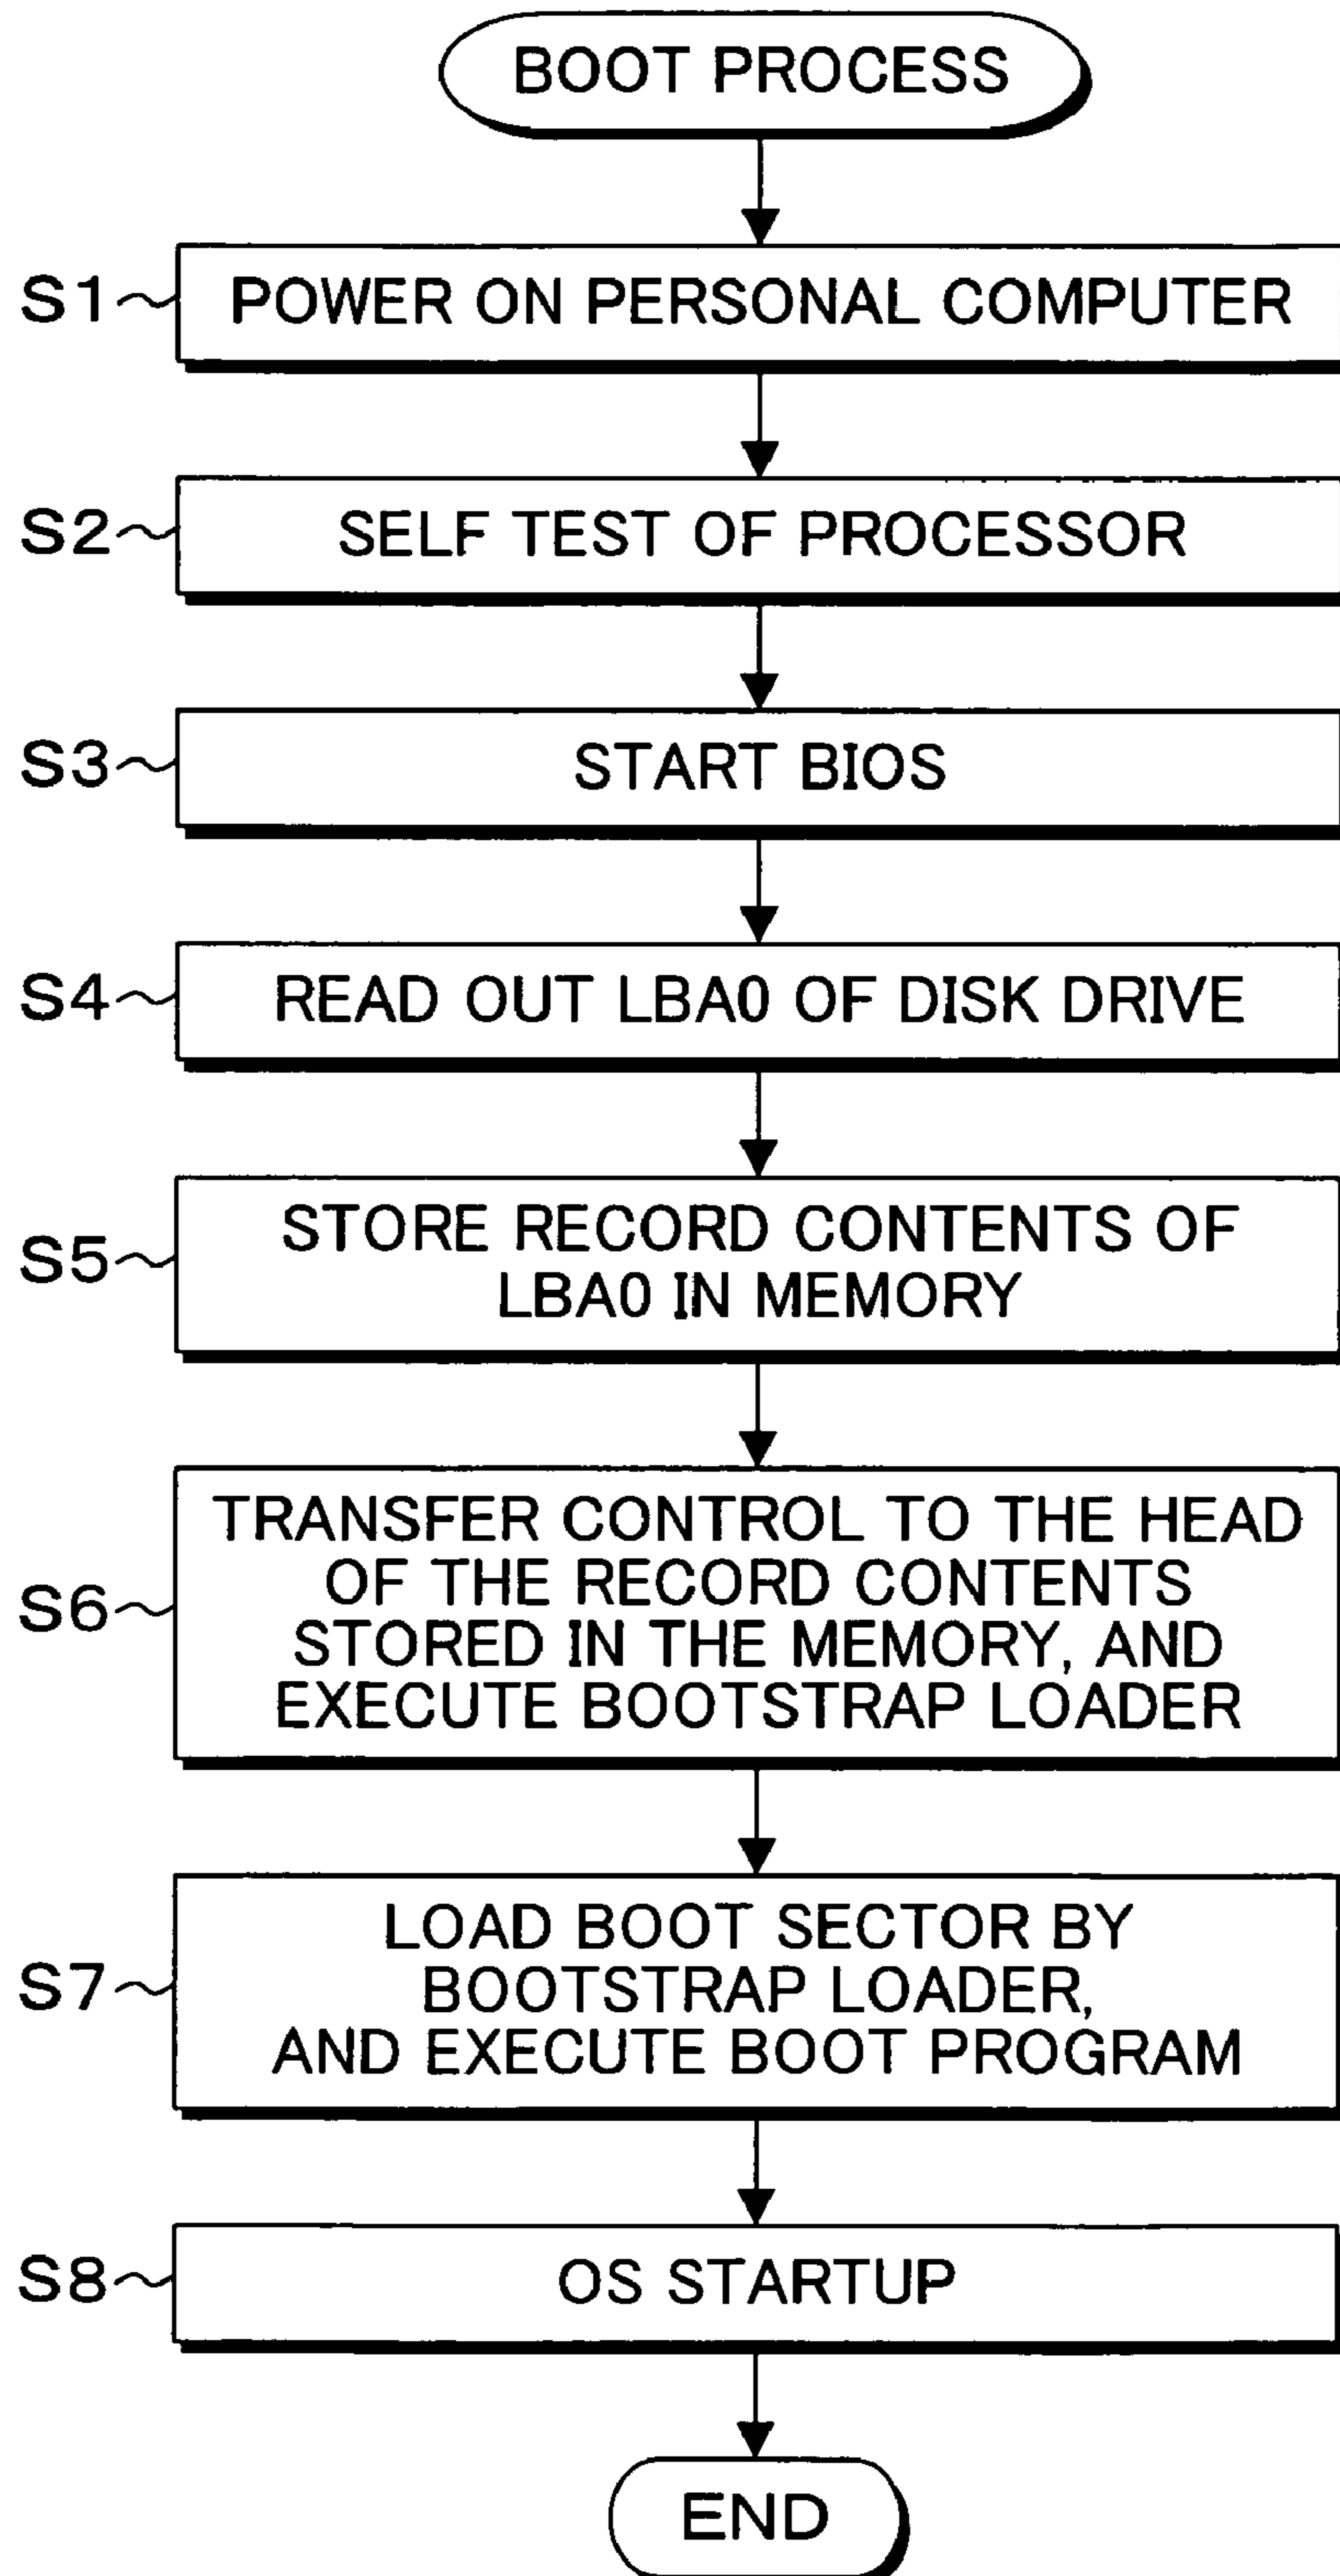 BOOT PROCESS
S1 POWER ON PERSONAL COMPUTER
S2 SELF TEST OF PROCESSOR
S3 START BIOS
S4 READ OUT LBA0 OF DISK DRIVE
S5 STORE RECORD CONTENTS OF
LBA0 IN MEMORY
S6 TRANSFER CONTROL TO THE HEAD
OF THE RECORD CONTENTS
STORED IN THE MEMORY, AND
EXECUTE BOOTSTRAP LOADER
S7 LOAD BOOT SECTOR BY
BOOTSTRAP LOADER,
AND EXECUTE BOOT PROGRAM
S8 OS STARTUP
END